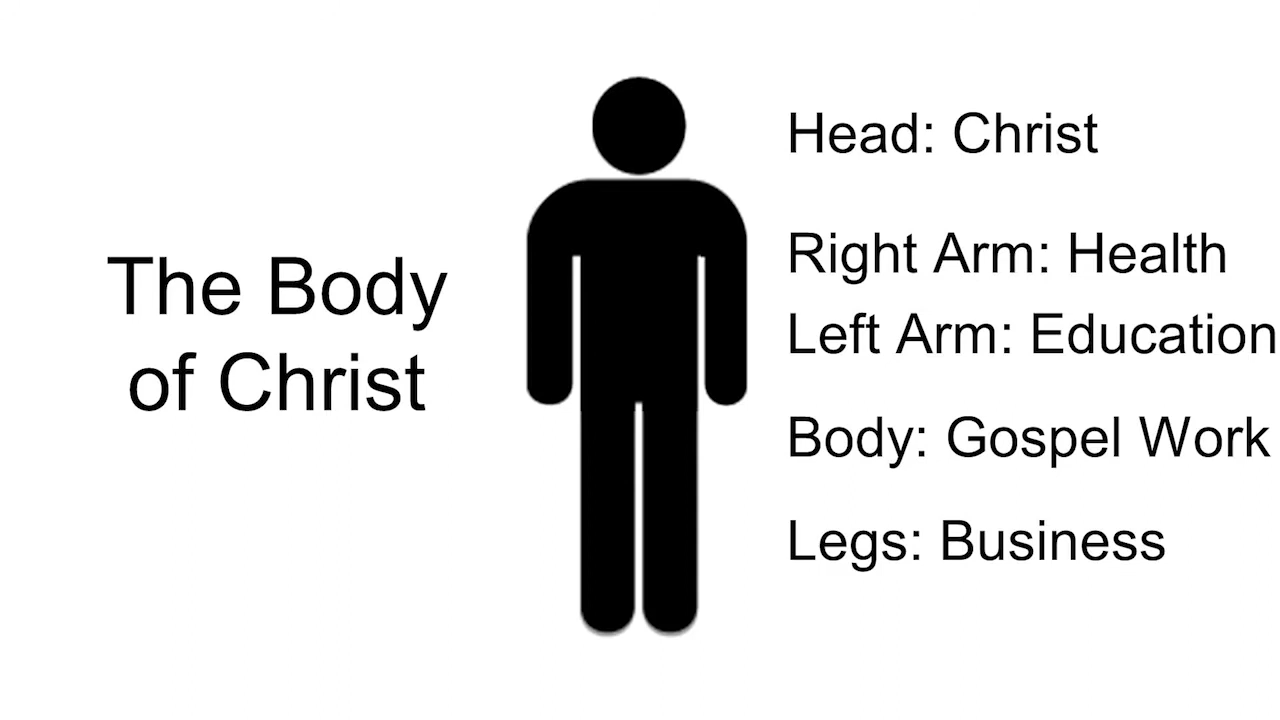 The Body
of Christ
Head: Christ
Right Arm: Health
Left Arm: Education
Body: Gospel Work
Legs: Business